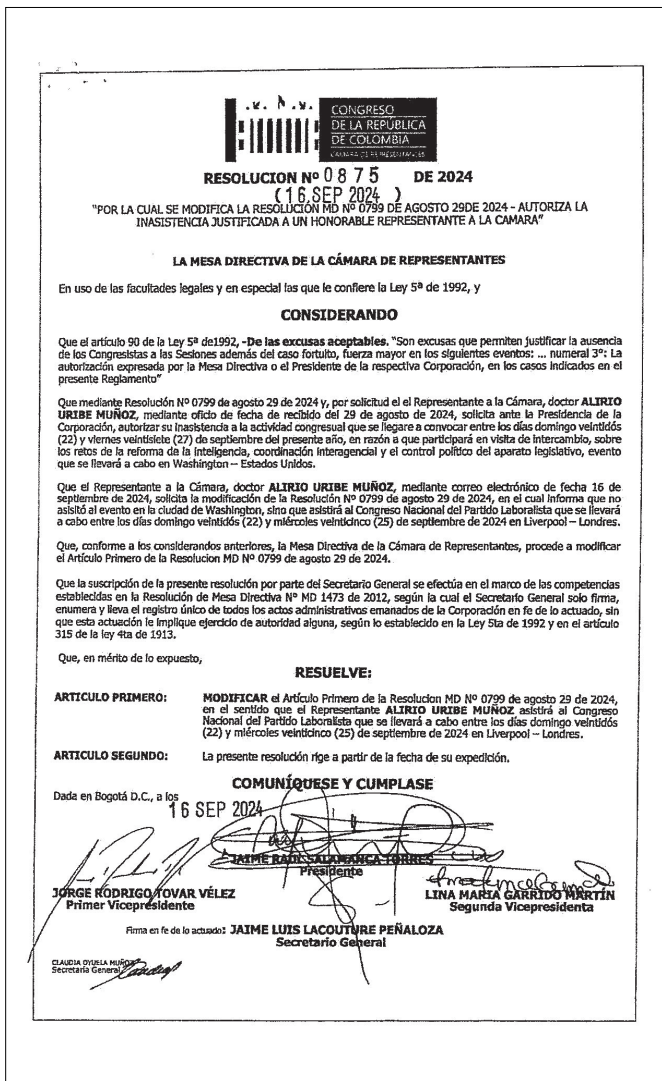 CONGRESO
DE LA REPÚBLICA
DE COLOMBIA
CÁMARA DE REPRESENTANTES
RESOLUCION Nº 0875 DE 2024
( 16 SEP 2024 )
"POR LA CUAL SE MODIFICA LA RESOLUCIÓN MD Nº 0799 DE AGOSTO 29DE 2024 - AUTORIZA LA
INASISTENCIA JUSTIFICADA A UN HONORABLE REPRESENTANTE A LA CAMARA"
LA MESA DIRECTIVA DE LA CÁMARA DE REPRESENTANTES
En uso de las facultades legales y en especial las que le confiere la Ley 5ª de 1992, y
CONSIDERANDO
Que el artículo 90 de la Ley 5ª de1992, -De las excusas aceptables. "Son excusas que permiten justificar la ausencia
de los Congresistas a las Sesiones además del caso fortuito, fuerza mayor en los siguientes eventos: ... numeral 3º: La
autorización expresada por la Mesa Directiva o el Presidente de la respectiva Corporación, en los casos indicados en el
presente Reglamento"
Que mediante Resolución Nº 0799 de agosto 29 de 2024 y, por solicitud el Representante a la Cámara, doctor ALIRIO
URIBE MUÑOZ, mediante oficio de fecha de recibido del 29 de agosto de 2024, solicita ante la Presidencia de la
Corporación, autorizar su inasistencia a la actividad congresual que se llegare a convocar entre los días domingo veintidós
(22) y viernes veintisiete (27) de septiembre del presente año, en razón a que participará en visita de intercambio, sobre
los retos de la reforma de la inteligencia, coordinación interagencial y el control político del aparato legislativo, evento
que se llevará a cabo en Washington – Estados Unidos.
Que el Representante a la Cámara, doctor ALIRIO URIBE MUÑOZ, mediante correo electrónico de fecha 16 de
septiembre de 2024, solicita la modificación de la Resolución Nº 0799 de agosto 29 de 2024, en el cual informa que no
asistió al evento en la ciudad de Washington, sino que asistirá al Congreso Nacional del Partido Laboralista que se llevará
a cabo entre los días domingo veintidós (22) y miércoles veinticinco (25) de septiembre de 2024 en Liverpool – Londres.
Que, conforme a los considerandos anteriores, la Mesa Directiva de la Cámara de Representantes, procede a modificar
el Artículo Primero de la Resolucion MD Nº 0799 de agosto 29 de 2024.
Que la suscripción de la presente resolución por parte del Secretario General se efectúa en el marco de las competencias
establecidas en la Resolución de Mesa Directiva Nº MD 1473 de 2012, según la cual el Secretario General solo firma,
enumera y lleva el registro único de todos los actos administrativos emanados de la Corporación en fe de lo actuado, sin
que esta actuación le implique ejercicio de autoridad alguna, según lo establecido en la Ley 5ta de 1992 y en el artículo
315 de la ley 4ta de 1913.
Que, en mérito de lo expuesto,
RESUELVE:
ARTICULO PRIMERO: MODIFICAR el Artículo Primero de la Resolucion MD Nº 0799 de agosto 29 de 2024,
en el sentido que el Representante ALIRIO URIBE MUÑOZ asistirá al Congreso
Nacional del Partido Laboralista que se llevará a cabo entre los días domingo veintidós
(22) y miércoles veinticinco (25) de septiembre de 2024 en Liverpool – Londres.
ARTICULO SEGUNDO: La presente resolución rige a partir de la fecha de su expedición.
COMUNÍQUESE Y CUMPLASE
Dada en Bogotá D.C., a los
16 SEP 2024
JAIME RAÚL SALAMANCA TORRES
Presidente
JORGE RODRIGO TOVAR VÉLEZ
Primer Vicepresidente
LINA MARÍA GARRIDO MARTÍN
Segunda Vicepresidenta
Firma en fe de lo actuado: JAIME LUIS LACOUTURE PEÑALOZA
Secretario General
CLAUDIA OYUELA MUÑOZ
Secretaria General